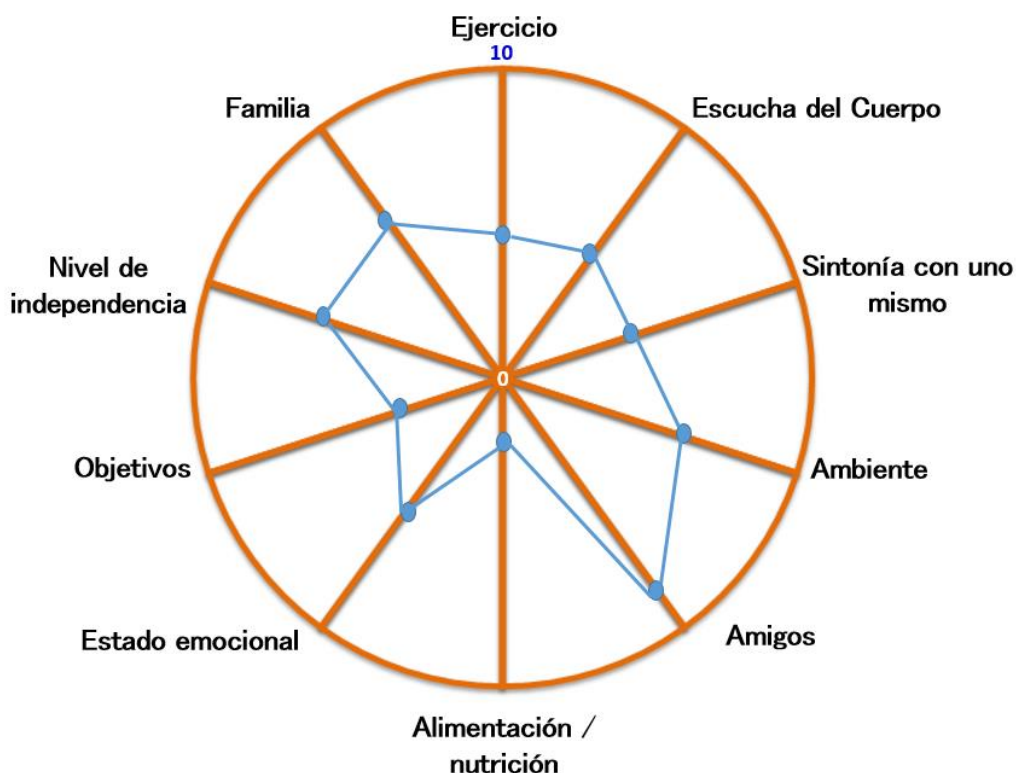 Ejercicio
10
Familia
Escucha del Cuerpo
Nivel de
independencia
Sintonía con uno
mismo
0
Objetivos
Ambiente
Estado emocional
Amigos
Alimentación /
nutrición